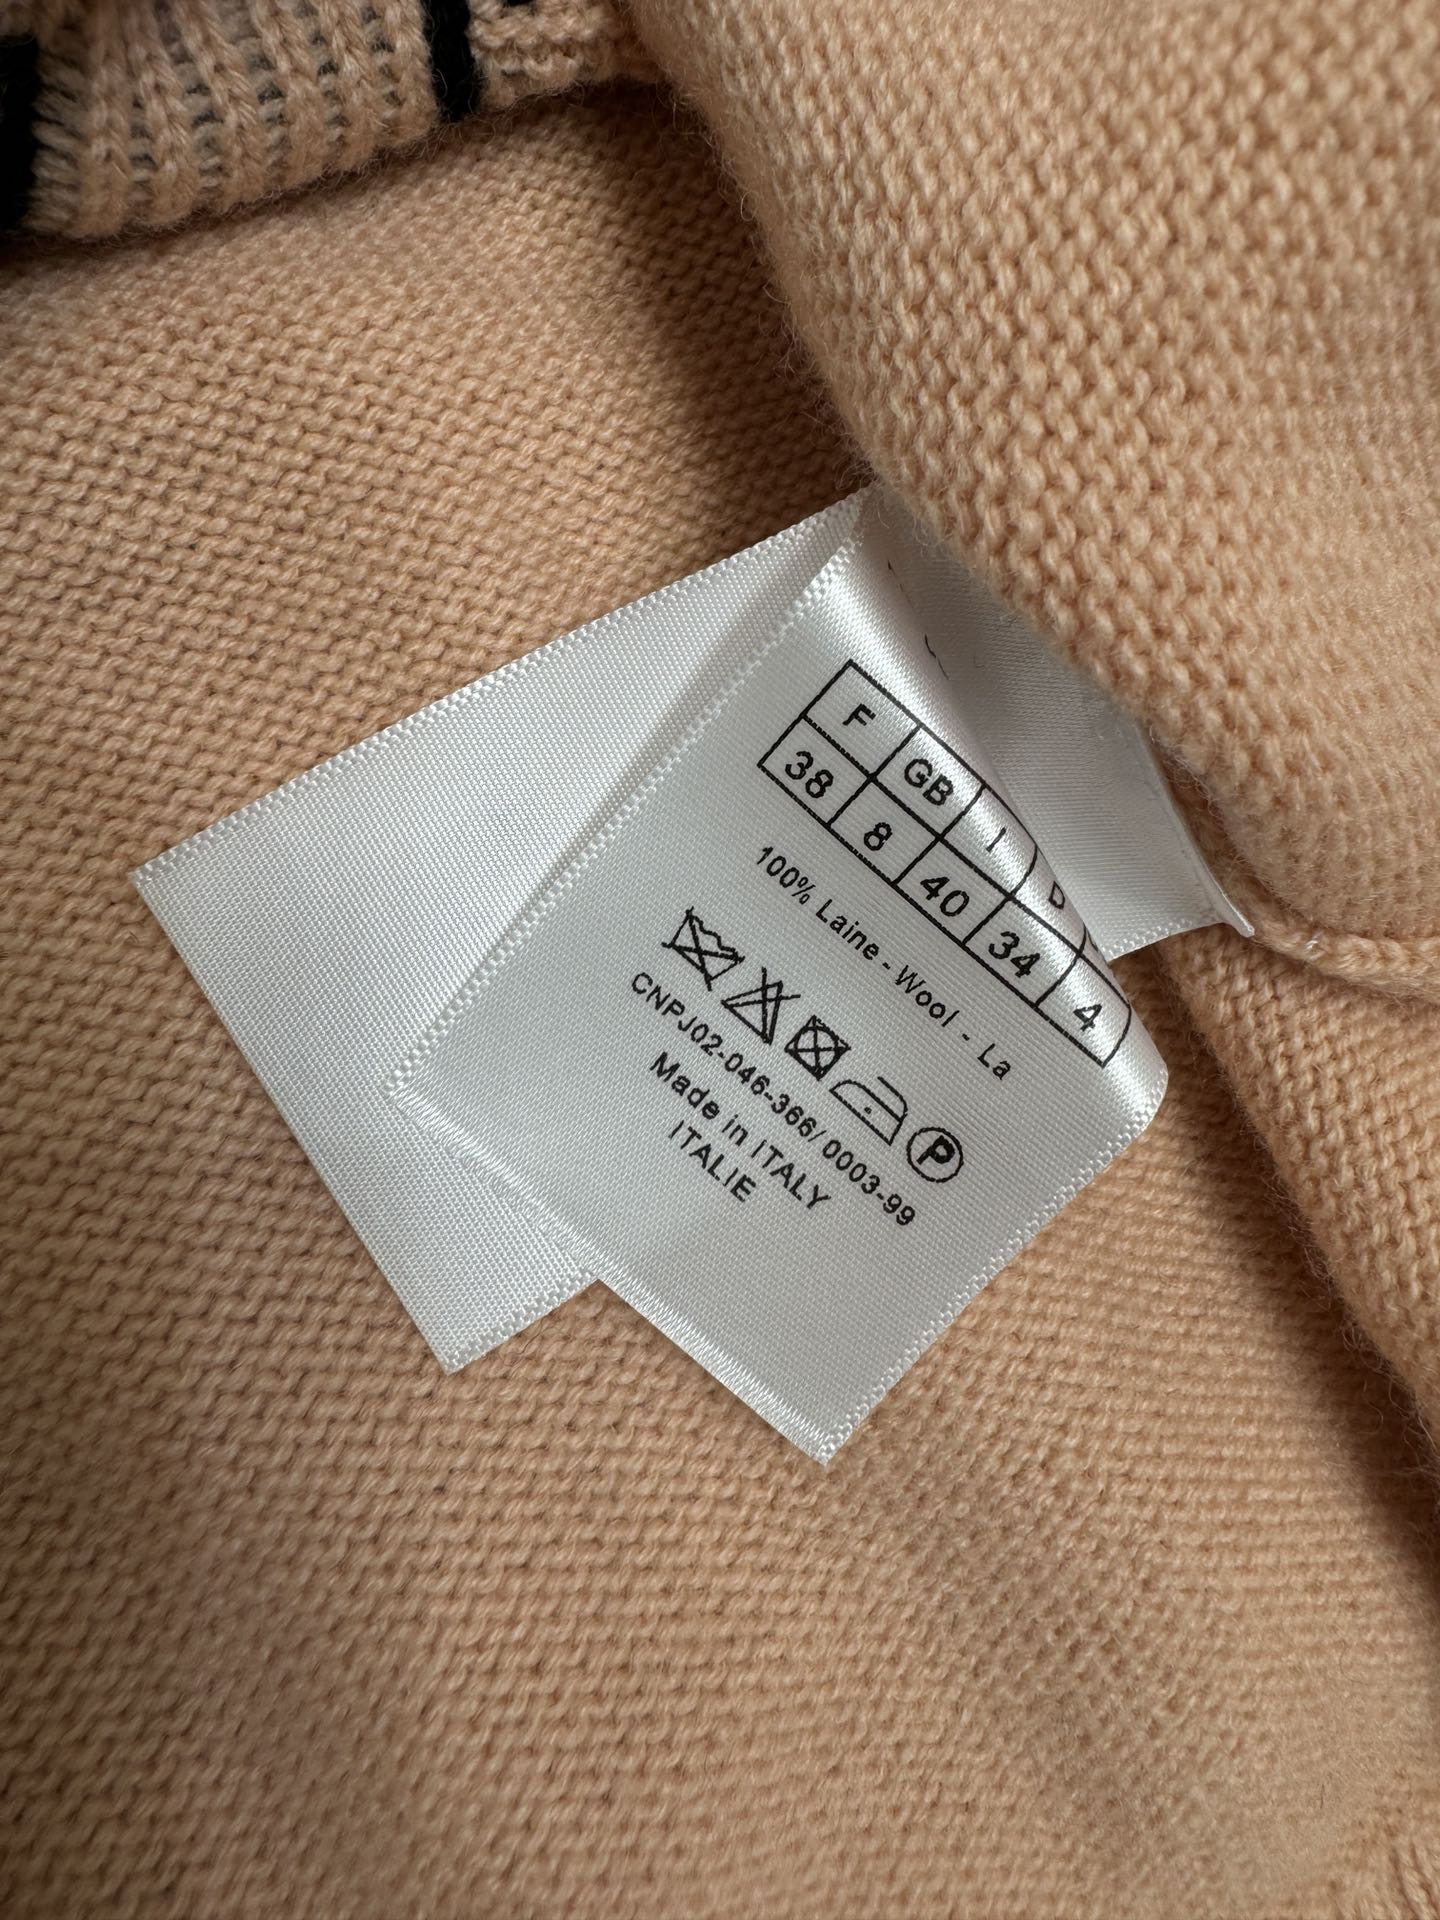 F GB I D
38 8 40 34 4
100% Laine - Wool - La
CNPJ02-046-366/0003-99
Made in ITALY
ITALIE
P